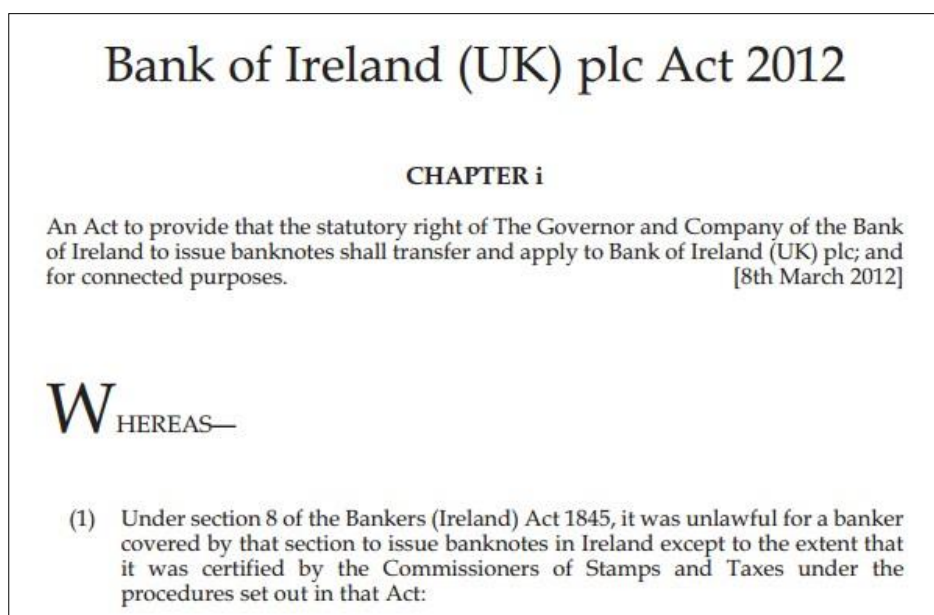 Bank of Ireland (UK) plc Act 2012
CHAPTER i
An Act to provide that the statutory right of The Governor and Company of the Bank
of Ireland to issue banknotes shall transfer and apply to Bank of Ireland (UK) plc; and
for connected purposes. [8th March 2012]
WHEREAS—
(1) Under section 8 of the Bankers (Ireland) Act 1845, it was unlawful for a banker
covered by that section to issue banknotes in Ireland except to the extent that
it was certified by the Commissioners of Stamps and Taxes under the
procedures set out in that Act: